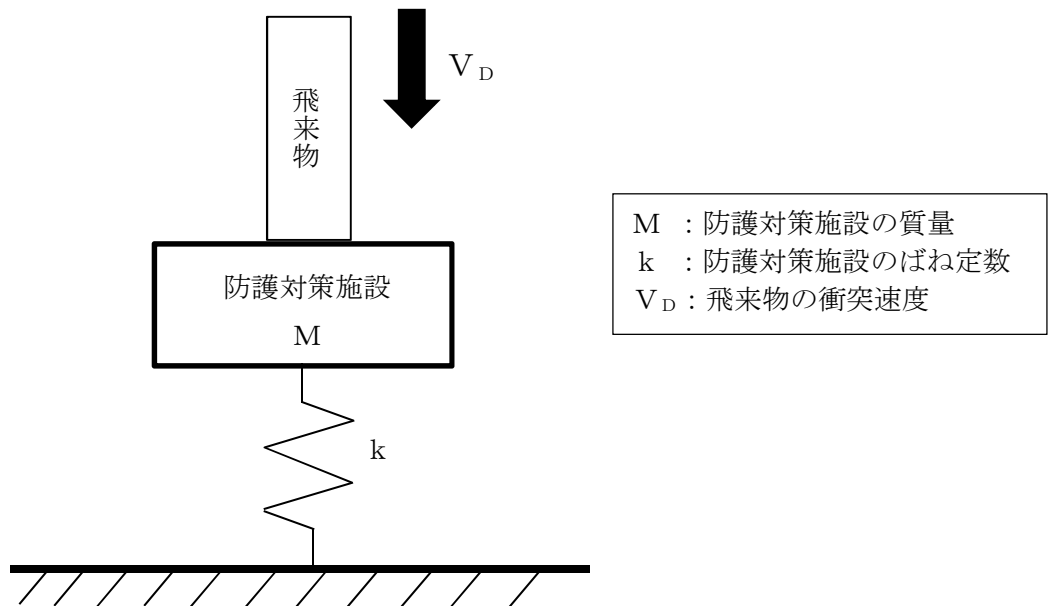 飛来物
V_D
防護対策施設
M
k
M :防護対策施設の質量
k :防護対策施設のばね定数
V_D:飛来物の衝突速度